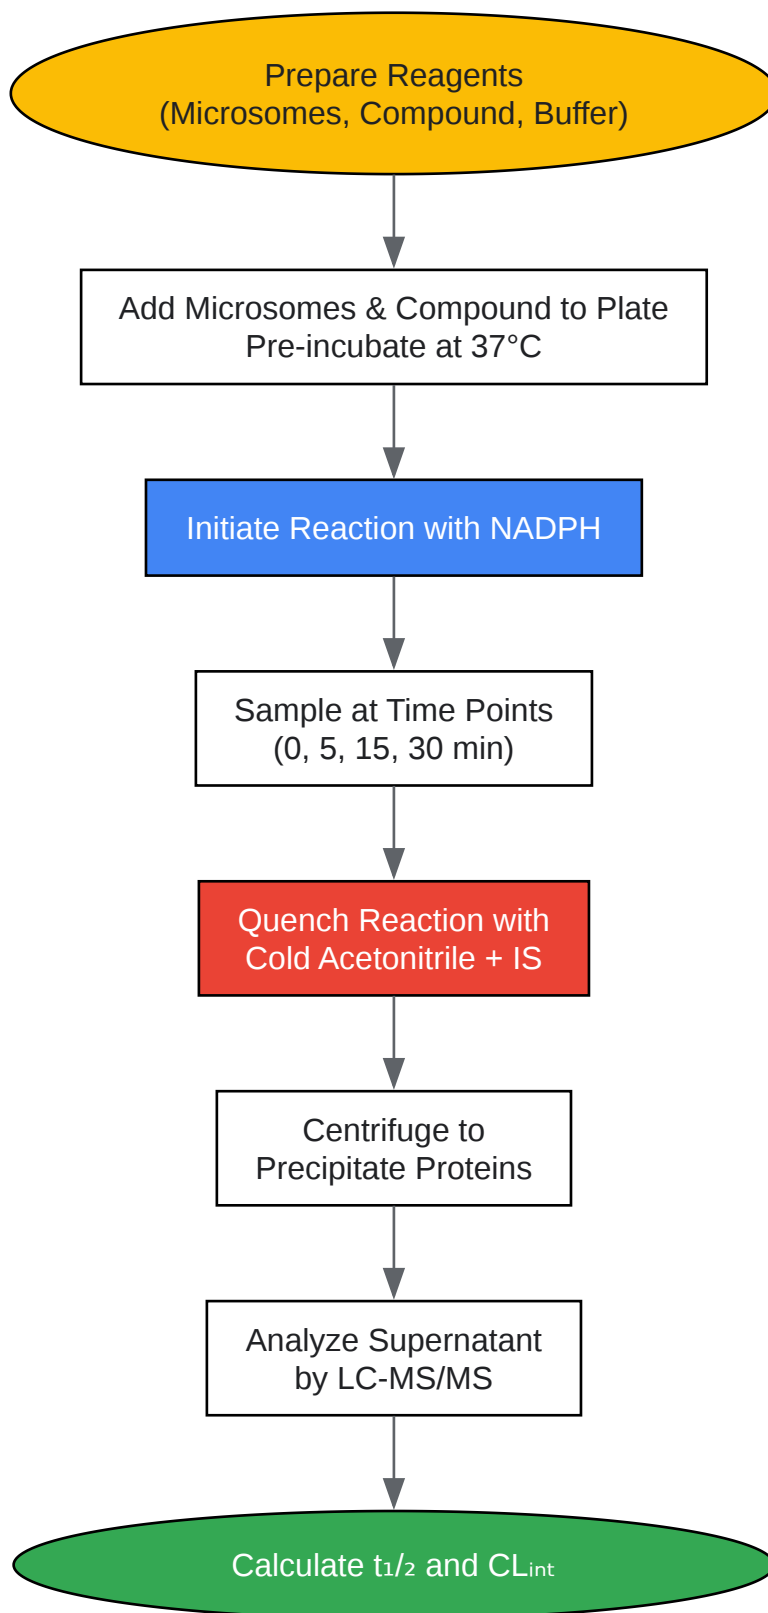 Prepare Reagents
(Microsomes, Compound, Buffer)
Add Microsomes & Compound to Plate
Pre-incubate at 37°C
Initiate Reaction with NADPH
Sample at Time Points
(0, 5, 15, 30 min)
Quench Reaction with
Cold Acetonitrile + IS
Centrifuge to
Precipitate Proteins
Analyze Supernatant
by LC-MS/MS
Calculate t₁/₂ and CLᵢₙₜ